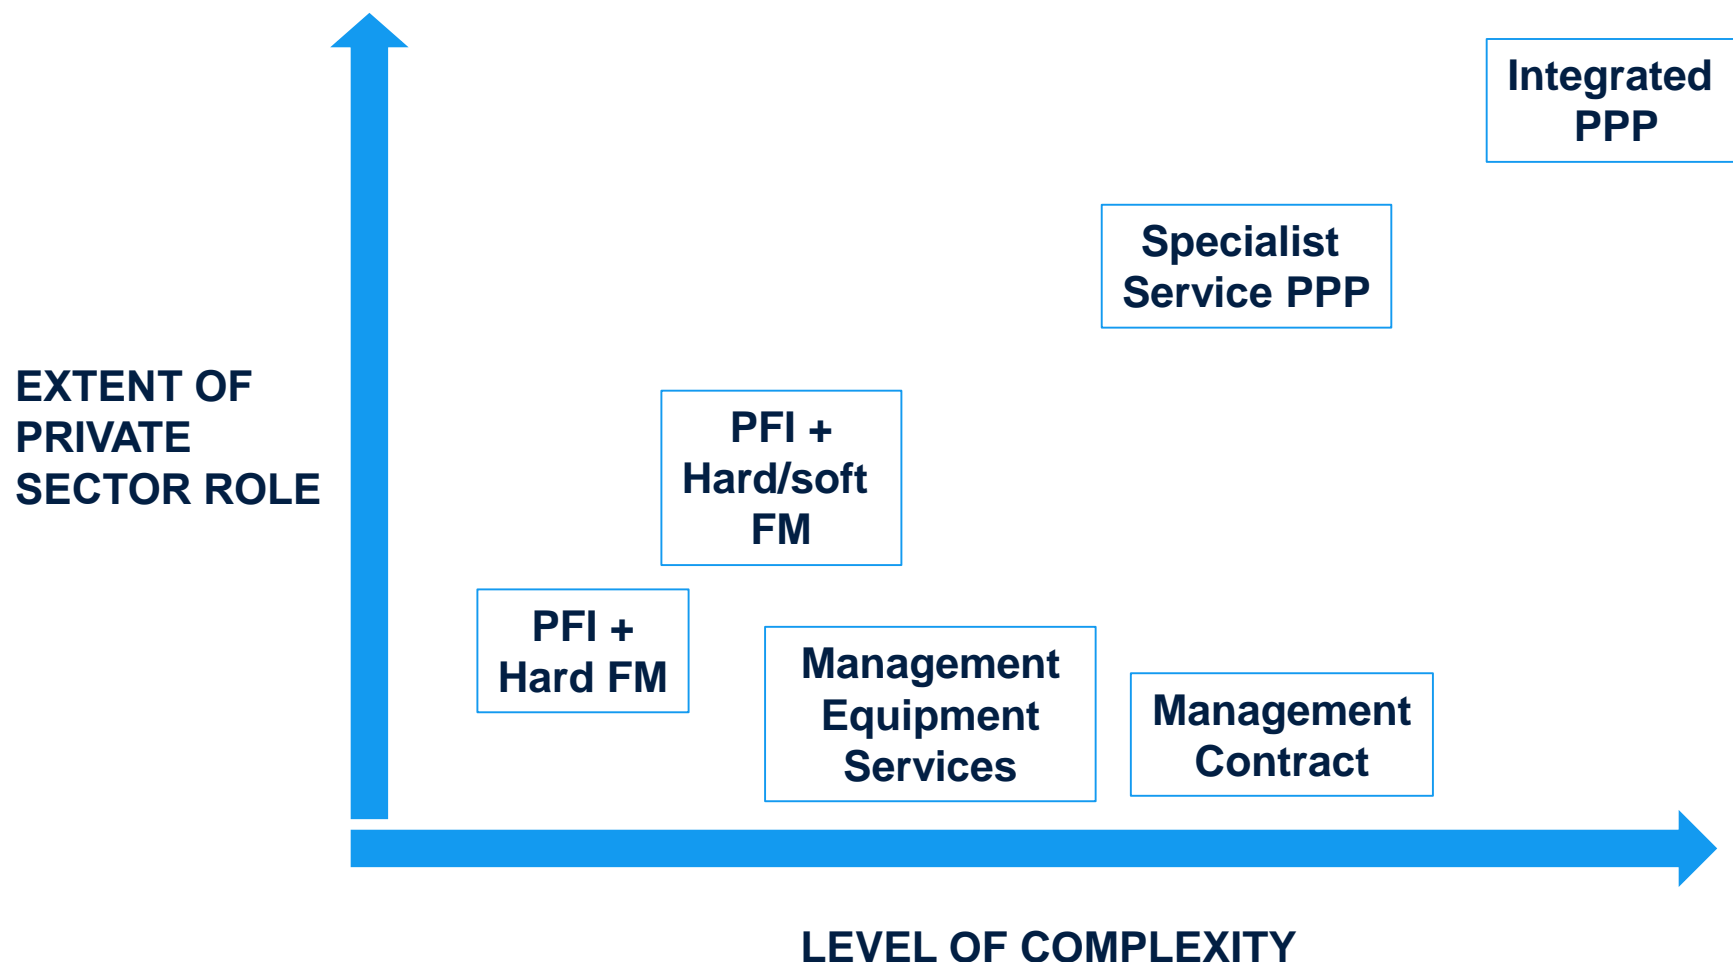 Integrated
PPP
Specialist
Service PPP
EXTENT OF
PRIVATE
SECTOR ROLE
PFI +
Hard/soft
FM
PFI +
Hard FM
Management
Equipment
Services
Management
Contract
LEVEL OF COMPLEXITY